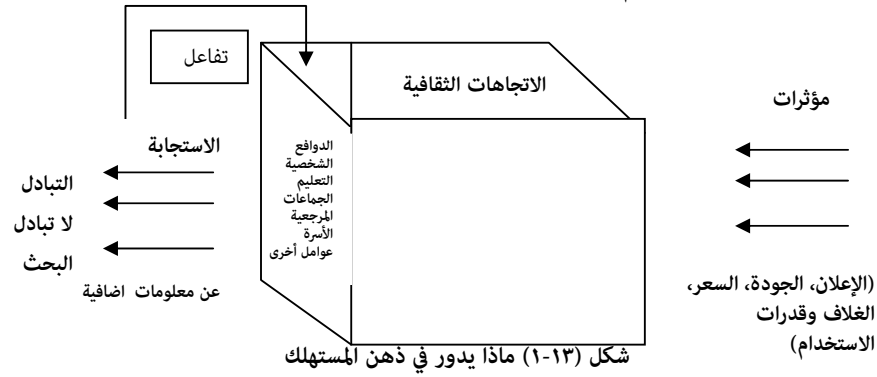 تفاعل
الاتجاهات الثقافية
مؤثرات
الاستجابة
الدوافع
الشخصية
التعليم
الجماعات
المرجعية
الأسرة
عوامل أخرى
التبادل
لا تبادل
البحث
عن معلومات اضافية
(الإعلان، الجودة، السعر،
الغلاف وقدرات
الاستخدام)
شكل (١٣-١) ماذا يدور في ذهن المستهلك